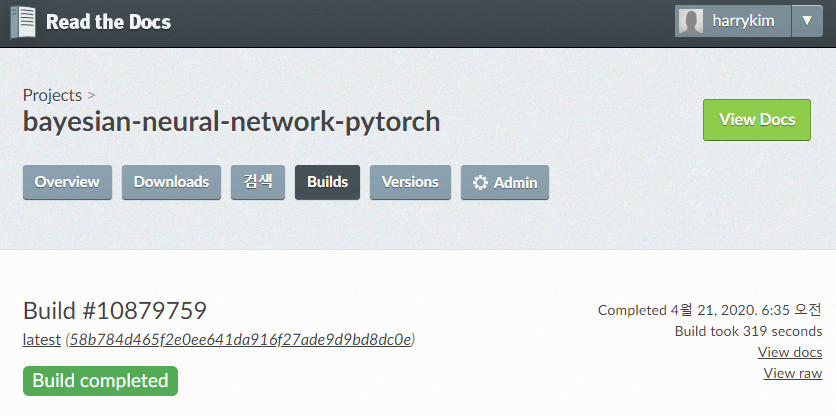 Read the Docs
harrykim
Projects >
bayesian-neural-network-pytorch
View Docs
Overview Downloads 검색 Builds Versions Admin
Build #10879759
Completed 4월 21, 2020. 6:35 오전
latest (58b784d465f2e0ee641da916f27ade9d9bd8dc0e)
Build took 319 seconds
View docs
Build completed
View raw